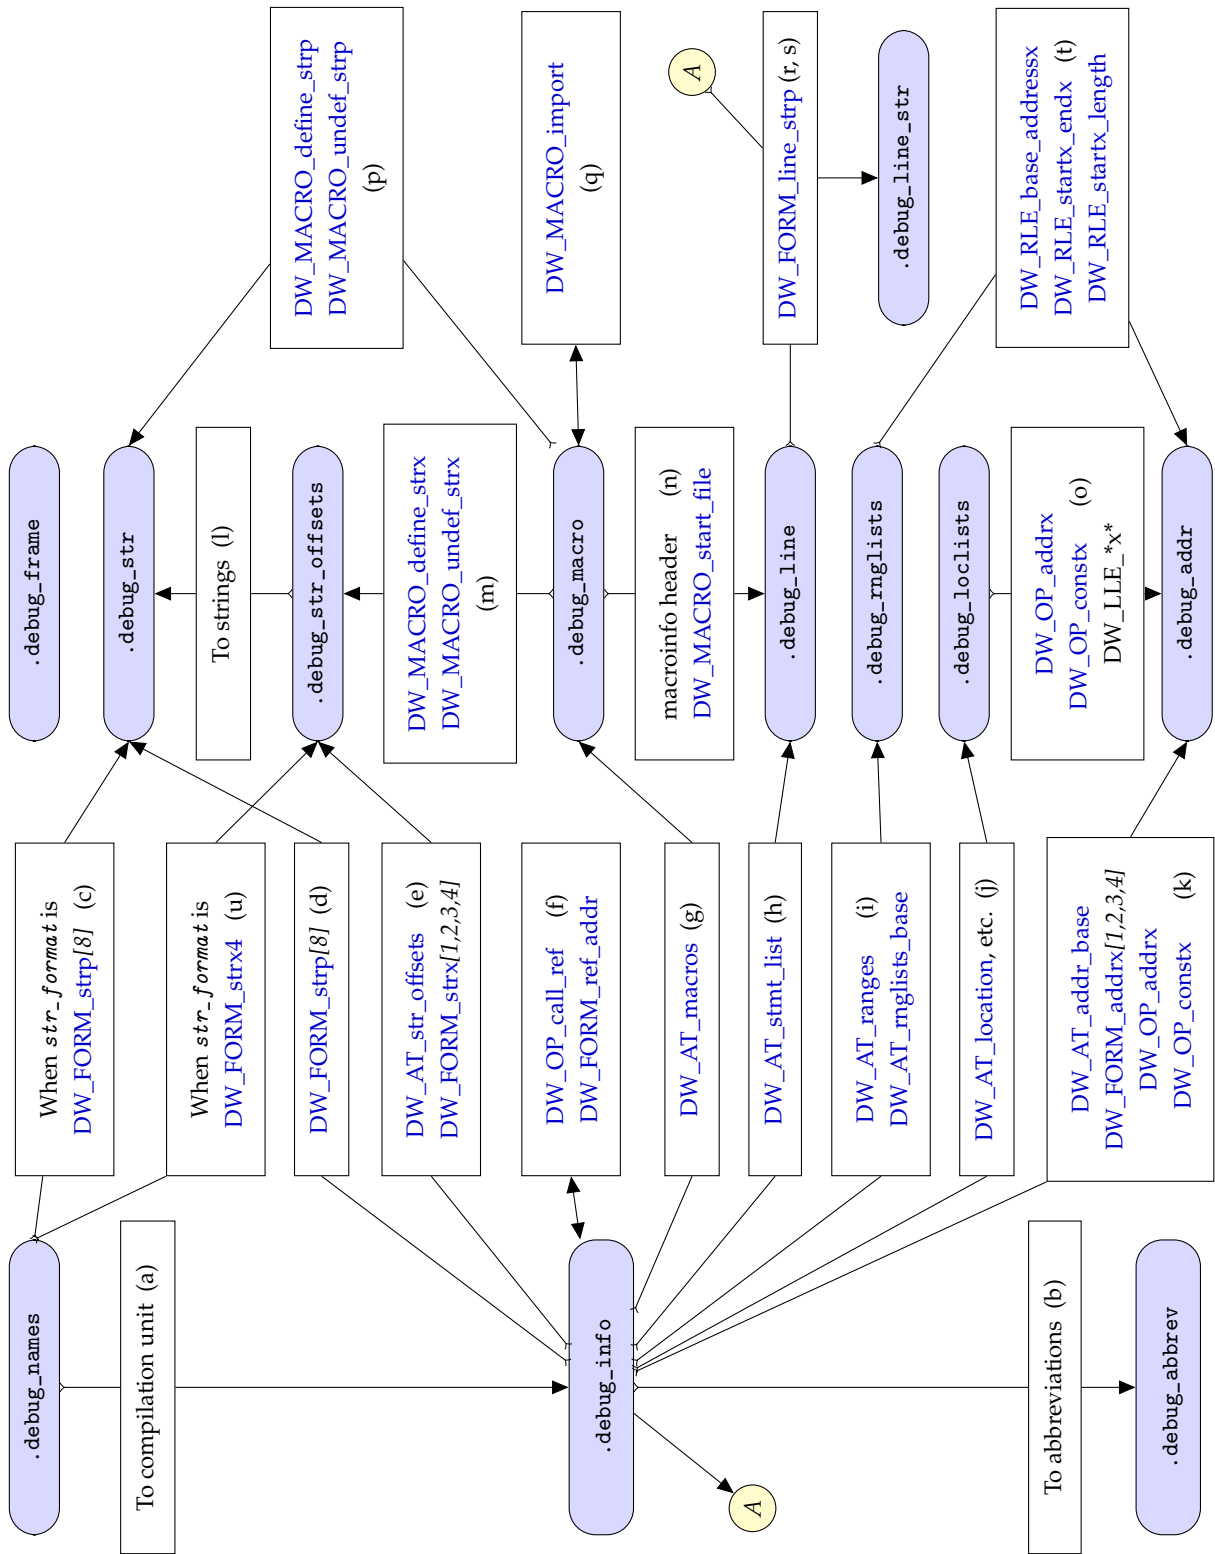 .debug_names
To compilation unit (a)
.debug_info
A
To abbreviations (b)
.debug_abbrev
When str_format is
DW_FORM_strp[8] (c)
When str_format is
DW_FORM_strx4 (u)
DW_FORM_strp[8] (d)
DW_AT_str_offsets (e)
DW_FORM_strx[1,2,3,4]
DW_OP_call_ref (f)
DW_FORM_ref_addr
DW_AT_macros (g)
DW_AT_stmt_list (h)
DW_AT_ranges (i)
DW_AT_rnglists_base
DW_AT_location, etc. (j)
DW_AT_addr_base
DW_FORM_addrx[1,2,3,4]
DW_OP_addrx
DW_OP_constx (k)
.debug_frame
.debug_str
To strings (l)
.debug_str_offsets
DW_MACRO_define_strx
DW_MACRO_undef_strx
(m)
.debug_macro
macroinfo header (n)
DW_MACRO_start_file
.debug_line
.debug_rnglists
.debug_loclists
DW_OP_addrx
DW_OP_constx (o)
DW_LLE_*x*
.debug_addr
DW_MACRO_define_strp
DW_MACRO_undef_strp
(p)
DW_MACRO_import
(q)
A
DW_FORM_line_strp (r, s)
.debug_line_str
DW_RLE_base_addressx
DW_RLE_startx_endx (t)
DW_RLE_startx_length